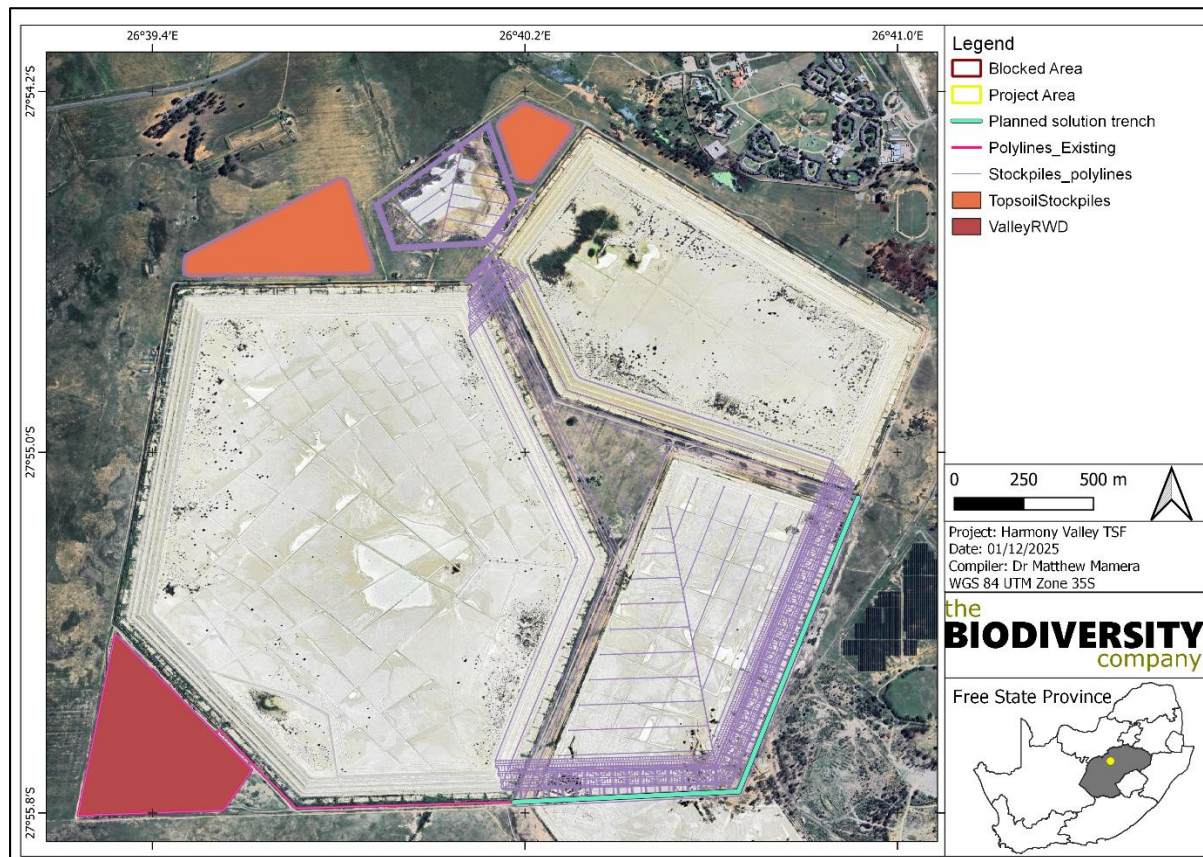 26°39.4'E
26°40.2'E
26°41.0'E
27°54.2'S
27°55.0'S
27°55.8'S
Legend
Blocked Area
Project Area
Planned solution trench
Polylines_Existing
Stockpiles_polylines
TopsoilStockpiles
ValleyRWD
0 250 500 m
Project: Harmony Valley TSF
Date: 01/12/2025
Compiler: Dr Matthew Mamera
WGS 84 UTM Zone 35S
the
BIODIVERSITY
company
Free State Province